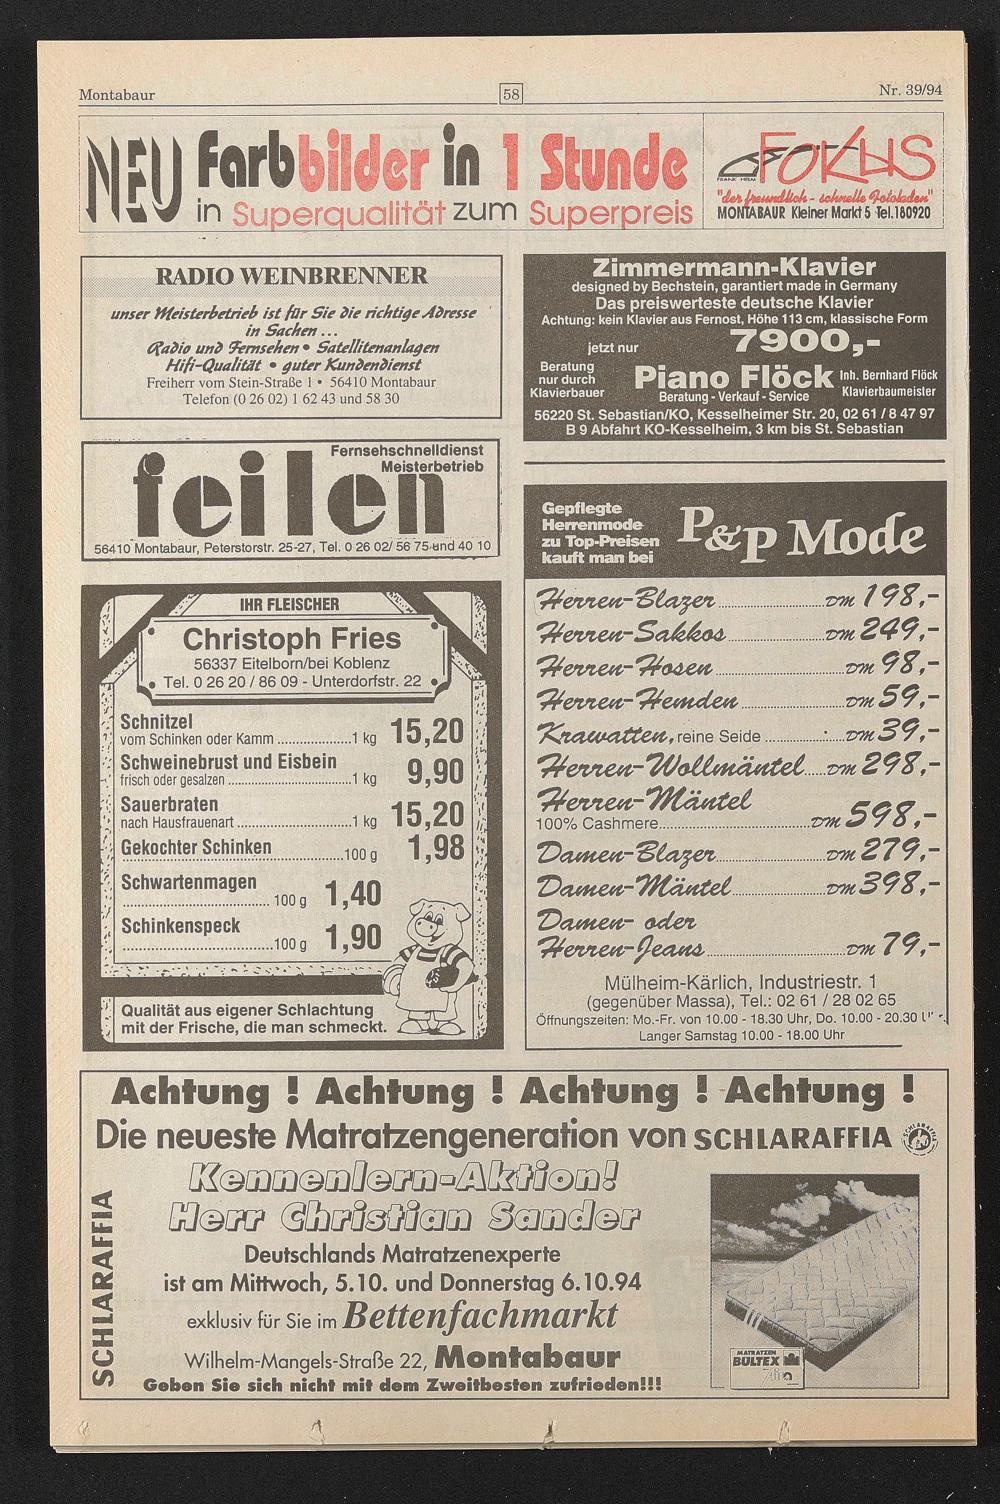 Montabaur
58
Nr. 39/94
NEU Farbbilder in 1 Stunde
in Superqualität zum Superpreis
FOKUS
FRANK HELM
"der freundlich - schnelle Fotoladen"
MONTABAUR Kleiner Markt 5 Tel.180920
RADIO WEINBRENNER
unser Meisterbetrieb ist für Sie die richtige Adresse
in Sachen ...
Radio und Fernsehen • Satellitenanlagen
Hifi-Qualität • guter Kundendienst
Freiherr vom Stein-Straße 1 • 56410 Montabaur
Telefon (0 26 02) 1 62 43 und 58 30
Fernsehschnelldienst
Meisterbetrieb
feilen
56410 Montabaur, Peterstorstr. 25-27, Tel. 0 26 02/ 56 75 und 40 10
IHR FLEISCHER
Christoph Fries
56337 Eitelborn/bei Koblenz
Tel. 0 26 20 / 86 09 - Unterdorfstr. 22
Schnitzel
vom Schinken oder Kamm ..................1 kg 15,20
Schweinebrust und Eisbein
frisch oder gesalzen ..............................1 kg 9,90
Sauerbraten
nach Hausfrauenart ..............................1 kg 15,20
Gekochter Schinken
..........................................................100 g 1,98
Schwartenmagen
....................................... 100 g 1,40
Schinkenspeck
.......................................100 g 1,90
Qualität aus eigener Schlachtung
mit der Frische, die man schmeckt.
Zimmermann-Klavier
designed by Bechstein, garantiert made in Germany
Das preiswerteste deutsche Klavier
Achtung: kein Klavier aus Fernost, Höhe 113 cm, klassische Form
jetzt nur 7900,-
Beratung
nur durch
Klavierbauer
Piano Flöck Inh. Bernhard Flöck
Klavierbaumeister
Beratung - Verkauf - Service
56220 St. Sebastian/KO, Kesselheimer Str. 20, 02 61 / 8 47 97
B 9 Abfahrt KO-Kesselheim, 3 km bis St. Sebastian
Gepflegte
Herrenmode
zu Top-Preisen
kauft man bei
P&P Mode
Herren-Blazer........................DM 198,-
Herren-Sakkos......................DM 249,-
Herren-Hosen.............................DM 98,-
Herren-Hemden.......................DM 59,-
Krawatten, reine Seide .................DM 39,-
Herren-Wollmäntel.....DM 298,-
Herren-Mäntel
100% Cashmere...................................DM 598,-
Damen-Blazer........................DM 279,-
Damen-Mäntel.....................DM 398,-
Damen- oder
Herren-Jeans..............................DM 79,-
Mülheim-Kärlich, Industriestr. 1
(gegenüber Massa), Tel.: 02 61 / 28 02 65
Öffnungszeiten: Mo.-Fr. von 10.00 - 18.30 Uhr, Do. 10.00 - 20.30
Langer Samstag 10.00 - 18.00 Uhr
Achtung ! Achtung ! Achtung ! Achtung !
Die neueste Matratzengeneration von SCHLARAFFIA
SCHLARAFFIA
SCHLARAFFIA
Kennenlern-Aktion!
Herr Christian Sander
Deutschlands Matratzenexperte
ist am Mittwoch, 5.10. und Donnerstag 6.10.94
exklusiv für Sie im Bettenfachmarkt
Wilhelm-Mangels-Straße 22, Montabaur
Geben Sie sich nicht mit dem Zweitbesten zufrieden!!!
MATRATZEN
BULTEX